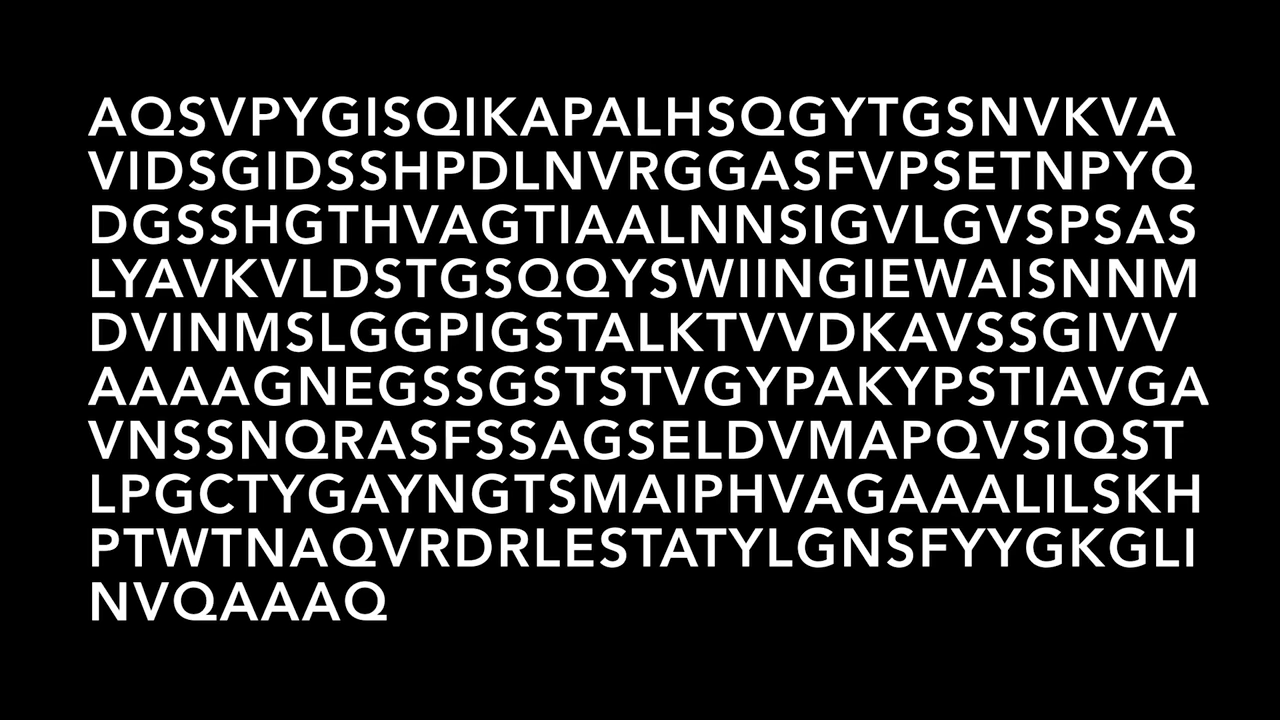 AQSVPYGISQIKAPALHSQGYTGSNVKVA
VIDSGIDSSHPDLNVRGGASFVPSETNPYQ
DGSSHGTHVAGTIAALNNSIGVLGVSPSAS
LYAVKVLDSTGSQQYSWIINGIEWAISNNM
DVINMSLGGPIGSTALKTVVDKAVSSGIVV
AAAAGNEGSSGSTSTVGYPAKYPSTIAVGA
VNSSNQRASFSSAGSELDVMAPQVSIQST
LPGCTYGAYNGTSMAIPHVAGAAALILSKH
PTWTNAQVRDRLESTATYLGNSFYYGKGLI
NVQAAAQ